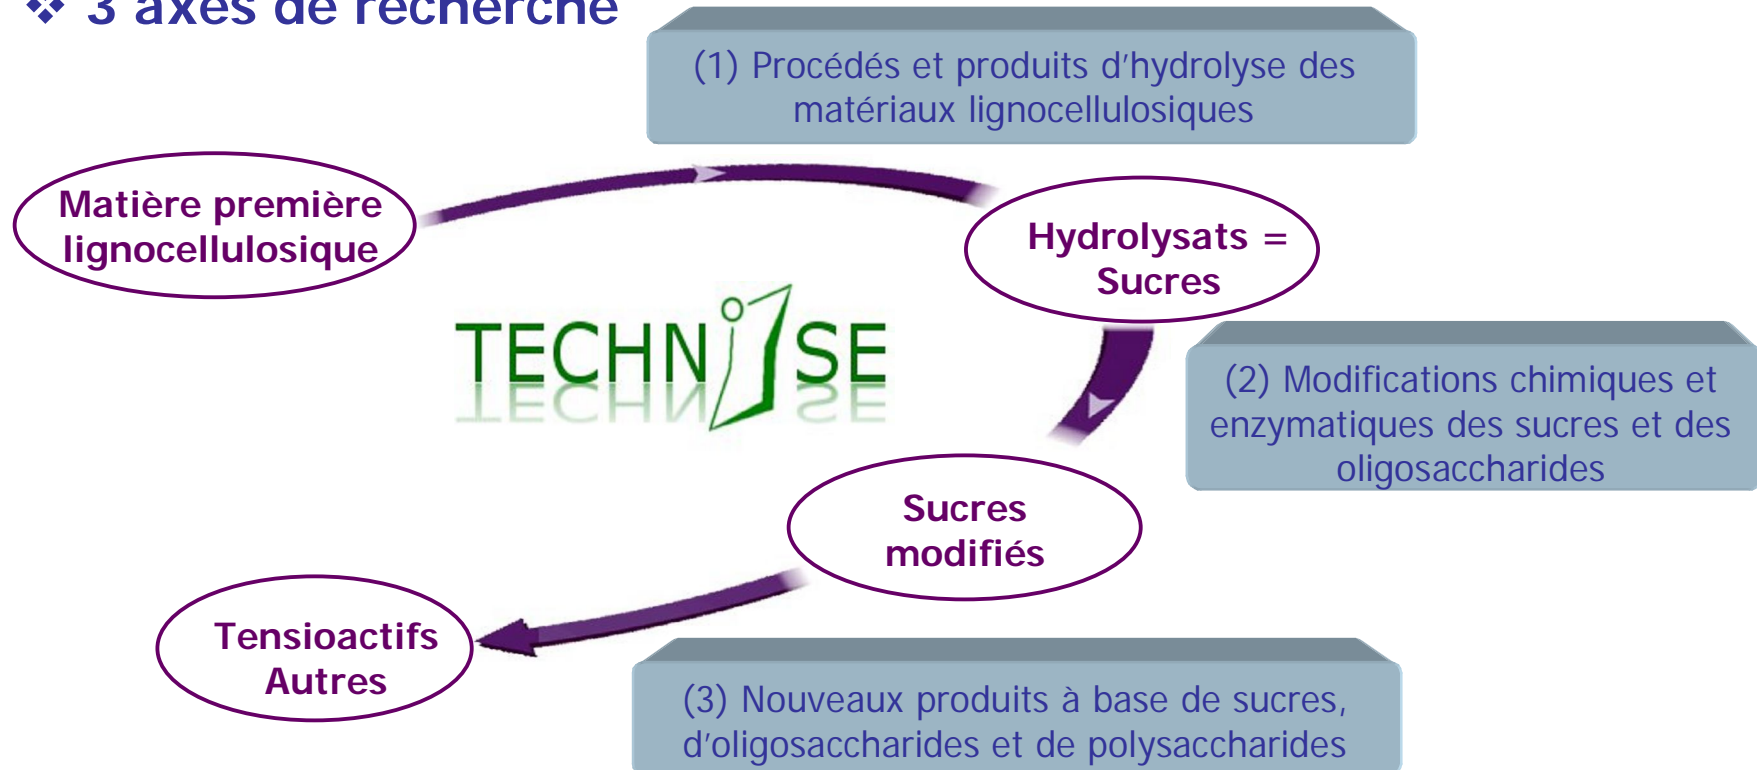 ❖ 3 axes de recherche
(1) Procédés et produits d'hydrolyse des
matériaux lignocellulosiques
Matière première
lignocellulosique
Hydrolysats =
Sucres
TECHNOSE
(2) Modifications chimiques et
enzymatiques des sucres et des
oligosaccharides
Sucres
modifiés
Tensioactifs
Autres
(3) Nouveaux produits à base de sucres,
d'oligosaccharides et de polysaccharides